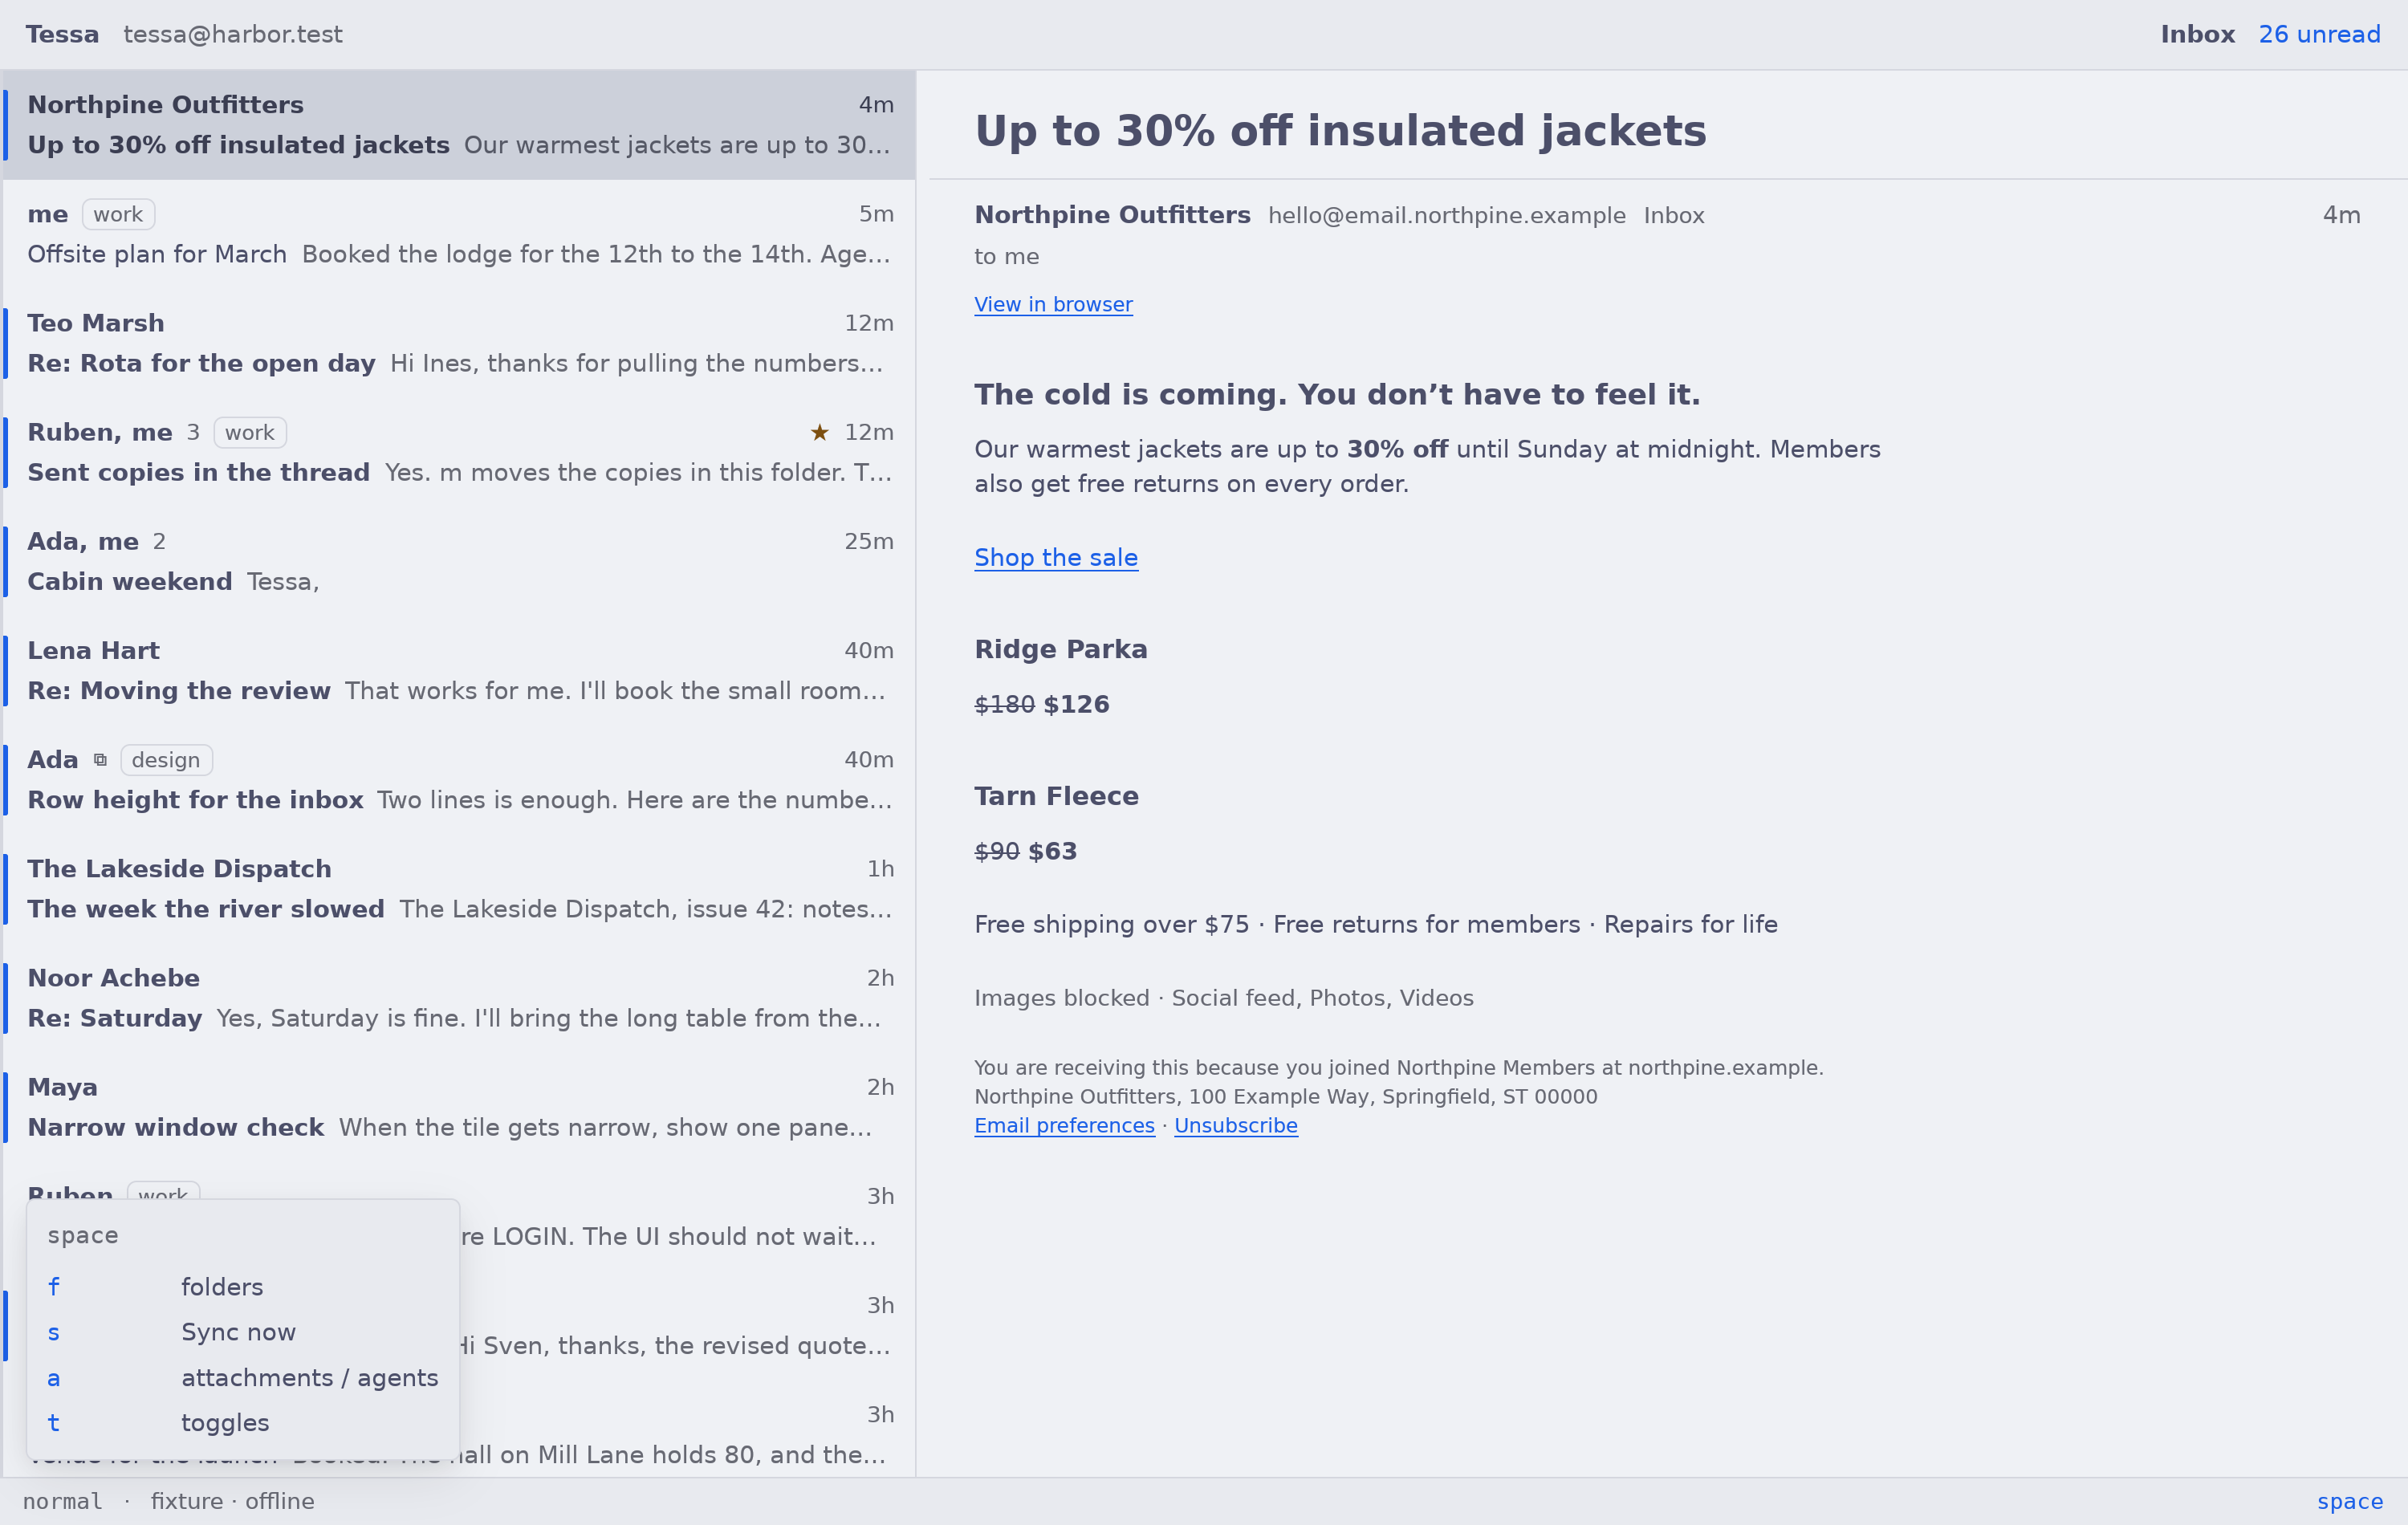 Tessa tessa@harbor.test
Inbox 26 unread
Northpine Outfitters 4m
Up to 30% off insulated jackets Our warmest jackets are up to 30…
me work 5m
Offsite plan for March Booked the lodge for the 12th to the 14th. Age…
Teo Marsh 12m
Re: Rota for the open day Hi Ines, thanks for pulling the numbers…
Ruben, me 3 work ★ 12m
Sent copies in the thread Yes. m moves the copies in this folder. T…
Ada, me 2 25m
Cabin weekend Tessa,
Lena Hart 40m
Re: Moving the review That works for me. I'll book the small room…
Ada design 40m
Row height for the inbox Two lines is enough. Here are the numbe…
The Lakeside Dispatch 1h
The week the river slowed The Lakeside Dispatch, issue 42: notes…
Noor Achebe 2h
Re: Saturday Yes, Saturday is fine. I'll bring the long table from the…
Maya 2h
Narrow window check When the tile gets narrow, show one pane…
Ruben work 3h
re LOGIN. The UI should not wait…
3h
Hi Sven, thanks, the revised quote…
3h
hall on Mill Lane holds 80, and the…
space
f folders
s Sync now
a attachments / agents
t toggles
Up to 30% off insulated jackets
Northpine Outfitters hello@email.northpine.example Inbox 4m
to me
View in browser
The cold is coming. You don’t have to feel it.
Our warmest jackets are up to 30% off until Sunday at midnight. Members
also get free returns on every order.
Shop the sale
Ridge Parka
$180 $126
Tarn Fleece
$90 $63
Free shipping over $75 · Free returns for members · Repairs for life
Images blocked · Social feed, Photos, Videos
You are receiving this because you joined Northpine Members at northpine.example.
Northpine Outfitters, 100 Example Way, Springfield, ST 00000
Email preferences · Unsubscribe
normal · fixture · offline
space